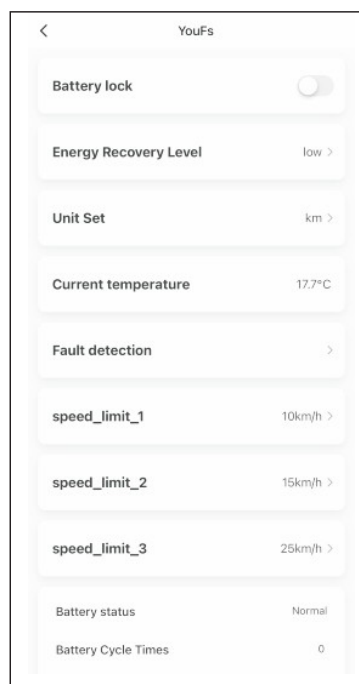 YouFs
Battery lock
Energy Recovery Level low
Unit Set km
Current temperature 17.7°C
Fault detection
speed_limit_1 10km/h
speed_limit_2 15km/h
speed_limit_3 25km/h
Battery status Normal
Battery Cycle Times 0